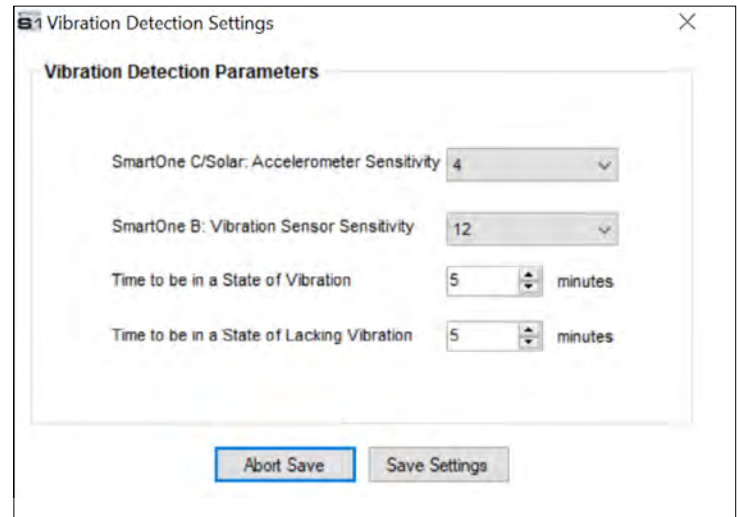 S1 Vibration Detection Settings
Vibration Detection Parameters
SmartOne C/Solar: Accelerometer Sensitivity 4
SmartOne B: Vibration Sensor Sensitivity 12
Time to be in a State of Vibration 5 minutes
Time to be in a State of Lacking Vibration 5 minutes
Abort Save Save Settings